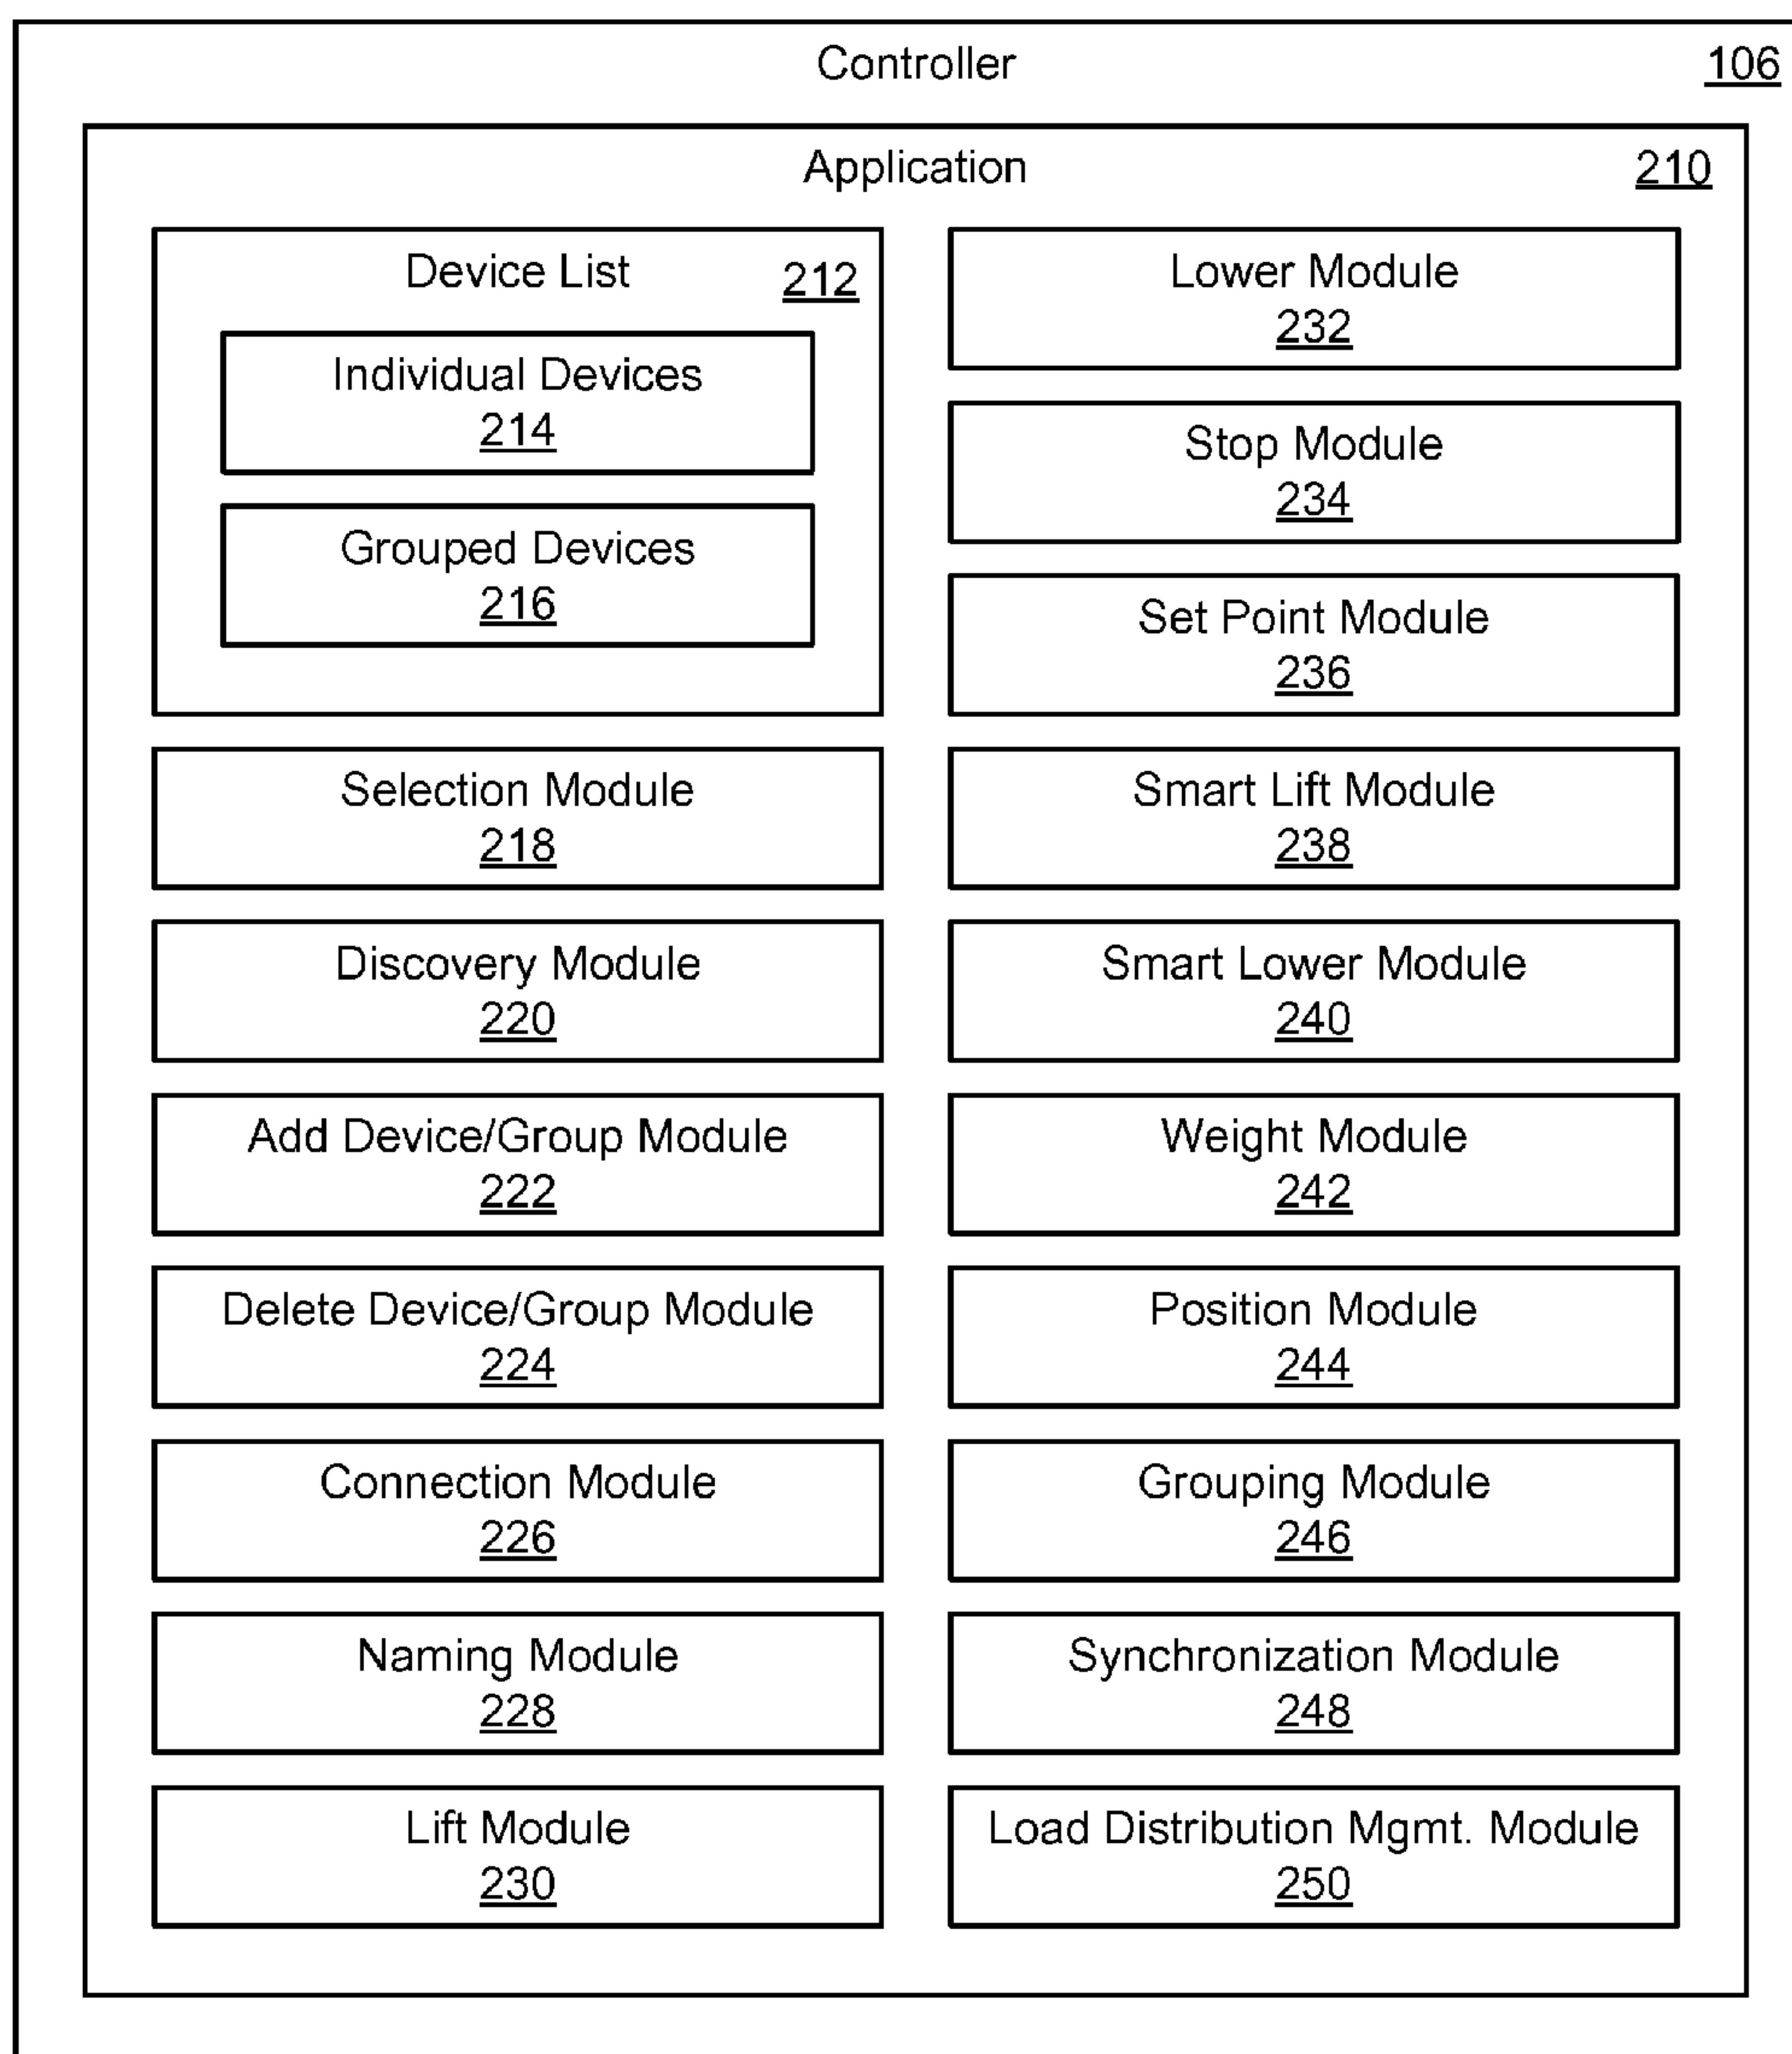 Controller
106
Application
210
Device List
212
Individual Devices
214
Grouped Devices
216
Selection Module
218
Discovery Module
220
Add Device/Group Module
222
Delete Device/Group Module
224
Connection Module
226
Naming Module
228
Lift Module
230
Lower Module
232
Stop Module
234
Set Point Module
236
Smart Lift Module
238
Smart Lower Module
240
Weight Module
242
Position Module
244
Grouping Module
246
Synchronization Module
248
Load Distribution Mgmt. Module
250